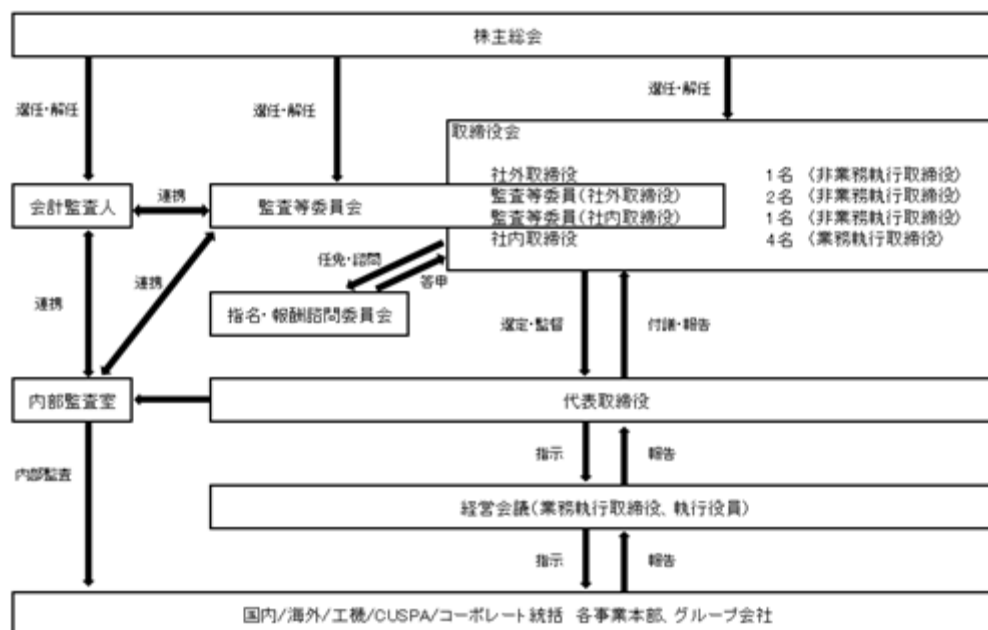 株主総会
選任・解任
選任・解任
選任・解任
取締役会
社外取締役 1名 (非業務執行取締役)
監査等委員(社外取締役) 2名 (非業務執行取締役)
監査等委員(社内取締役) 1名 (非業務執行取締役)
社内取締役 4名 (業務執行取締役)
会計監査人
連携
監査等委員会
任免・諮問
答申
連携
連携
指名・報酬諮問委員会
選定・監督
付議・報告
内部監査室
代表取締役
指示
報告
内部監査
経営会議(業務執行取締役、執行役員)
指示
報告
国内/海外/工機/CUSPA/コーポレート統括 各事業本部、グループ会社